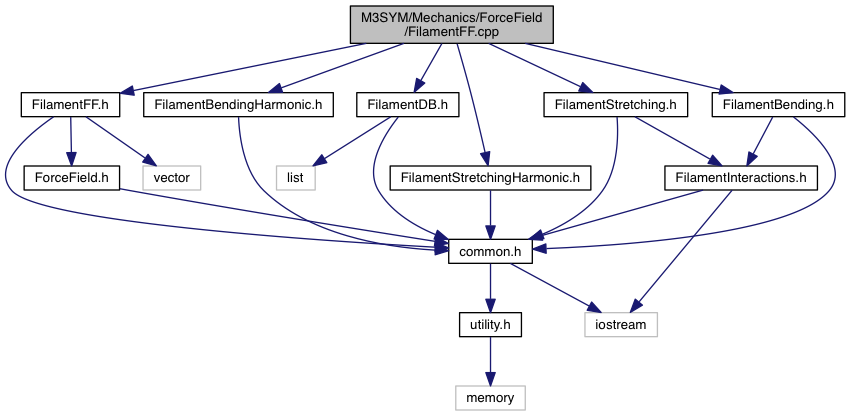 M3SYM/Mechanics/ForceField
/FilamentFF.cpp
FilamentFF.h
FilamentBendingHarmonic.h
FilamentDB.h
FilamentStretching.h
FilamentBending.h
ForceField.h
vector
list
FilamentStretchingHarmonic.h
FilamentInteractions.h
common.h
utility.h
iostream
memory